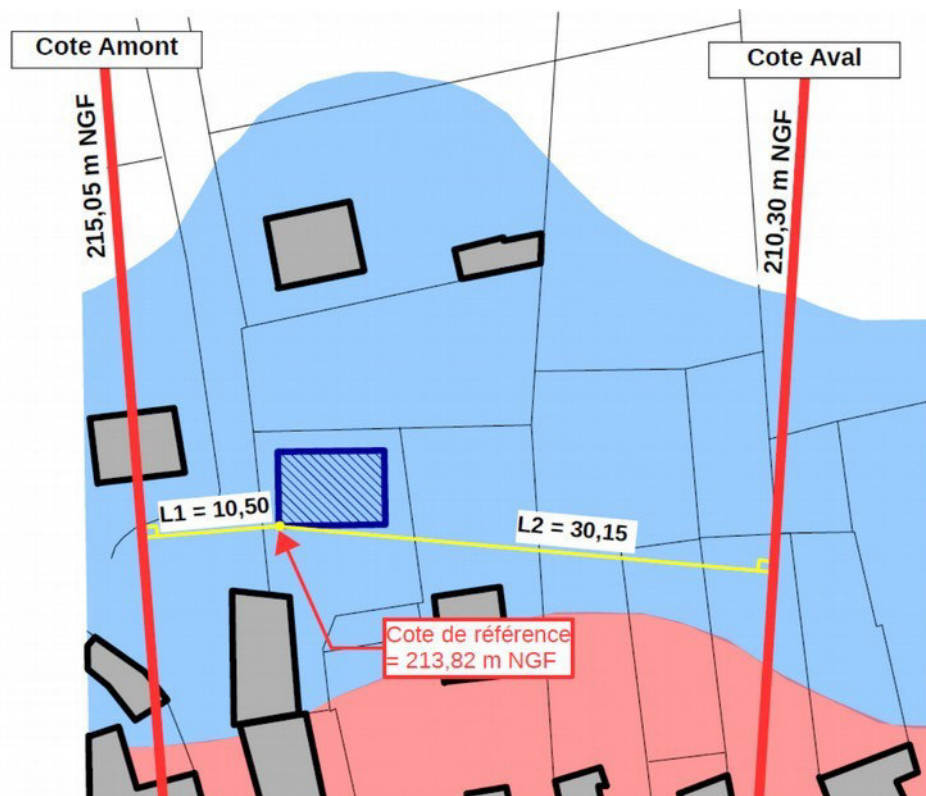 Cote Amont
Cote Aval
215,05 m NGF
210,30 m NGF
L1 = 10,50
L2 = 30,15
Cote de référence
= 213,82 m NGF